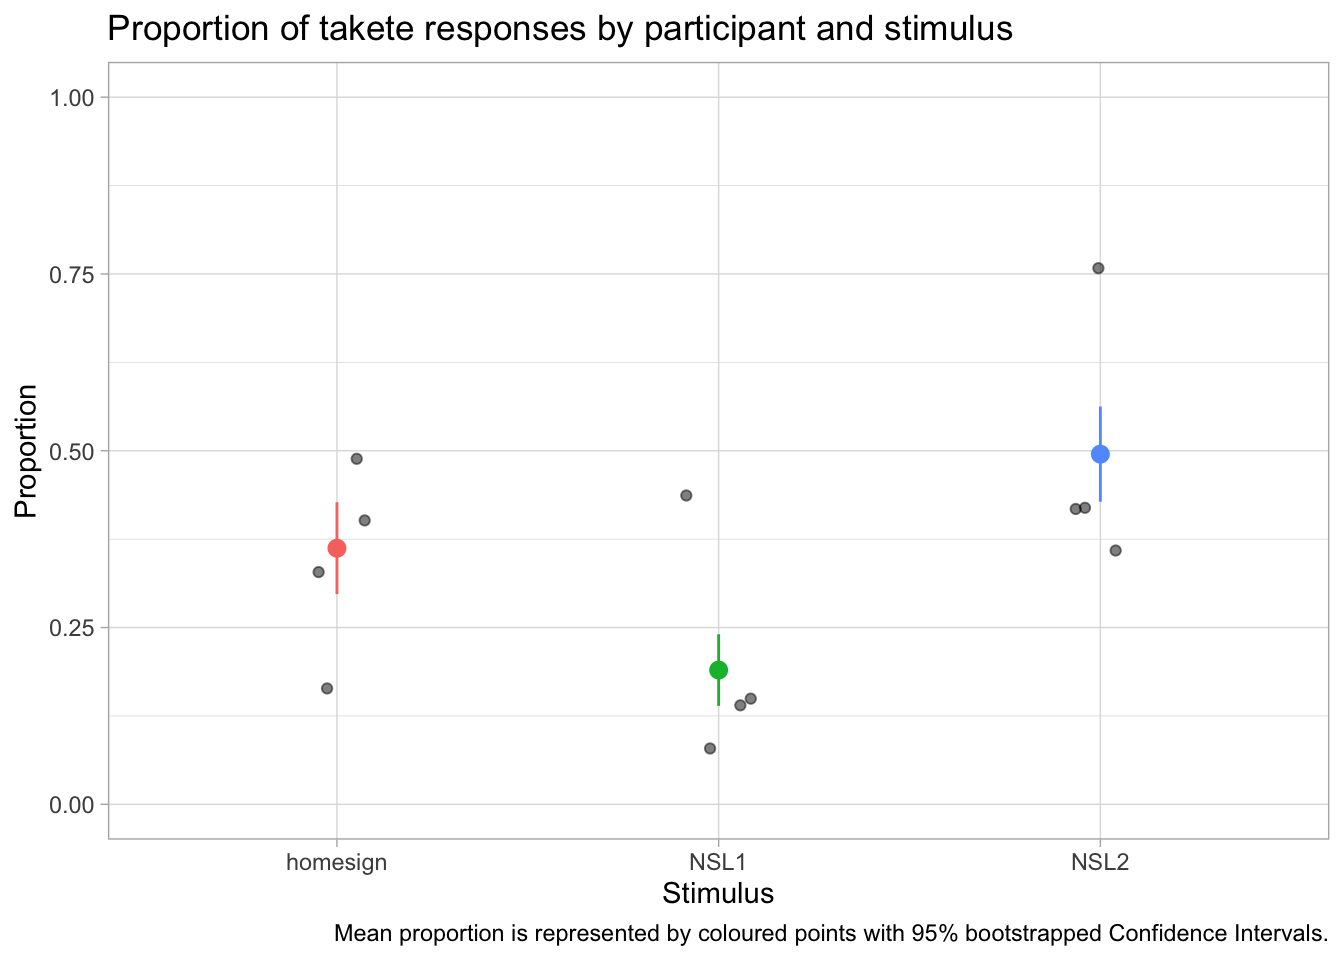 Proportion of takete responses by participant and stimulus
1.00
0.75
0.50
0.25
0.00
Proportion
homesign NSL1 NSL2
Stimulus
Mean proportion is represented by coloured points with 95% bootstrapped Confidence Intervals.